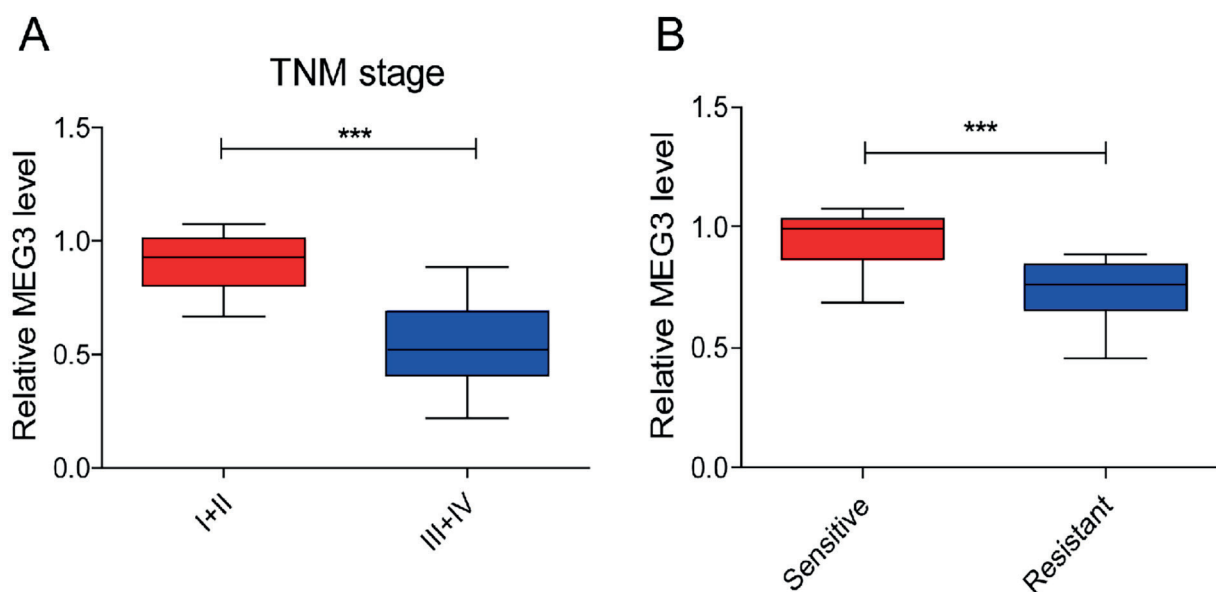 A
TNM stage
Relative MEG3 level
1.5
1.0
0.5
0.0
***
I+II
III+IV
B
Relative MEG3 level
1.5
1.0
0.5
0.0
***
Sensitive
Resistant